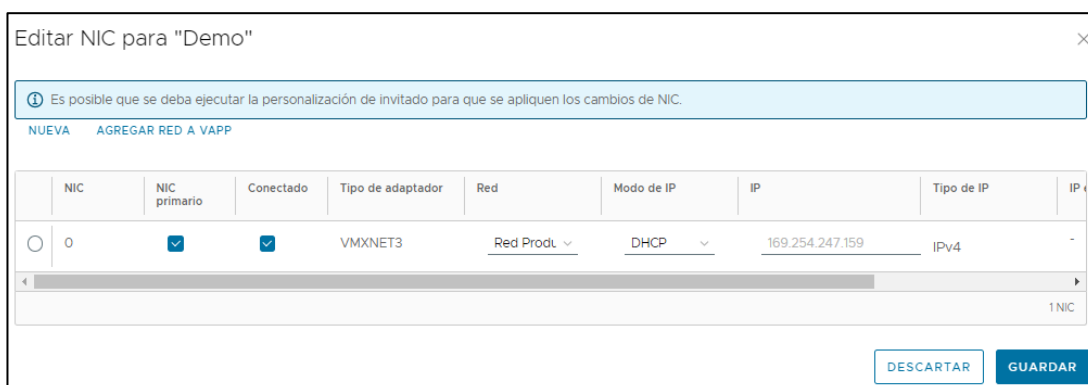 Editar NIC para "Demo"
Es posible que se deba ejecutar la personalización de invitado para que se apliquen los cambios de NIC.
NUEVA AGREGAR RED A VAPP
NIC NIC primario Conectado Tipo de adaptador Red Modo de IP IP Tipo de IP IP
0 VMXNET3 Red Produ DHCP 169.254.247.159 IPv4 -
1 NIC
DESCARTAR GUARDAR